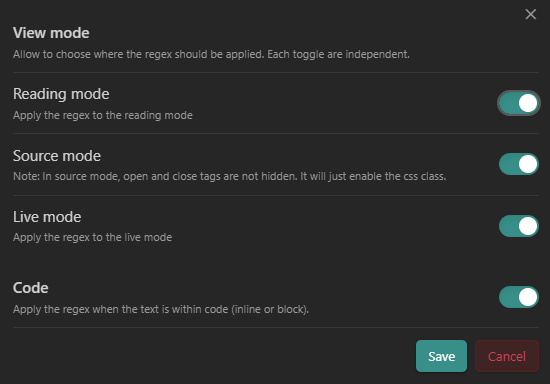 View mode
Allow to choose where the regex should be applied. Each toggle are independent.
Reading mode
Apply the regex to the reading mode
Source mode
Note: In source mode, open and close tags are not hidden. It will just enable the css class.
Live mode
Apply the regex to the live mode
Code
Apply the regex when the text is within code (inline or block).
Save Cancel